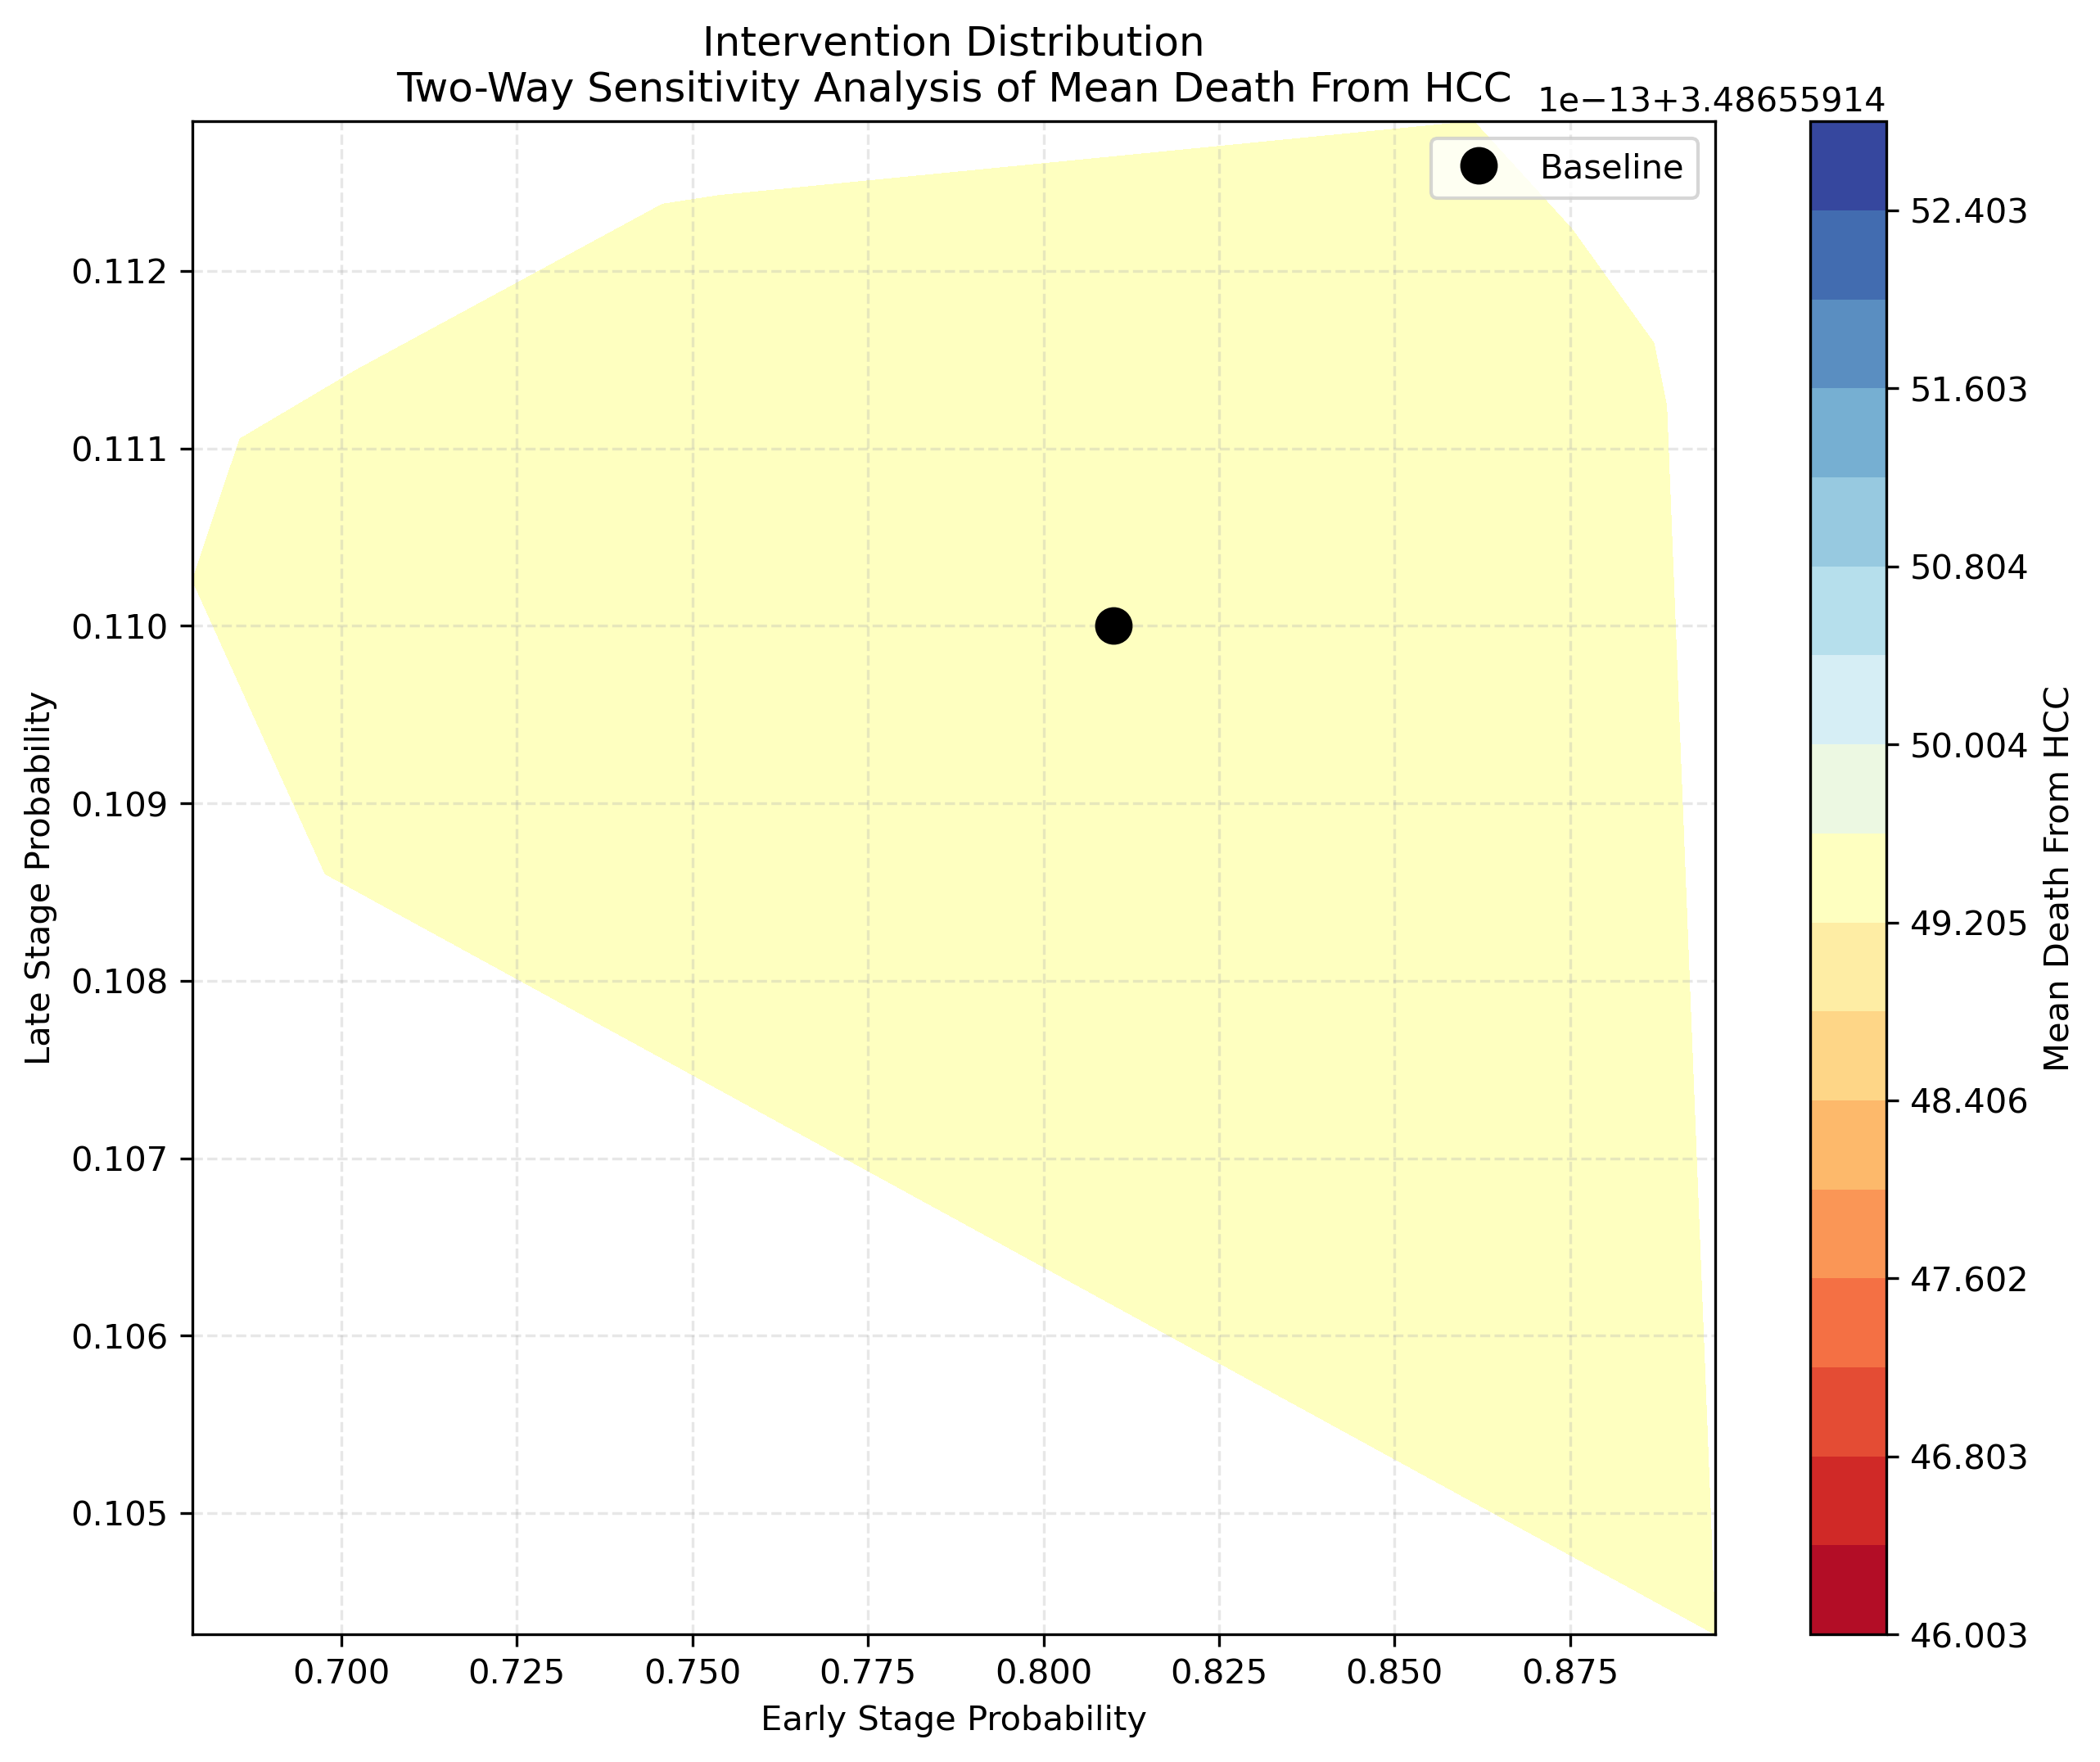 Intervention Distribution
Two-Way Sensitivity Analysis of Mean Death From HCC
1e−13+3.48655914
Baseline
52.403
51.603
50.804
50.004
49.205
48.406
47.602
46.803
46.003
Mean Death From HCC
0.112
0.111
0.110
0.109
0.108
0.107
0.106
0.105
Late Stage Probability
0.700 0.725 0.750 0.775 0.800 0.825 0.850 0.875
Early Stage Probability